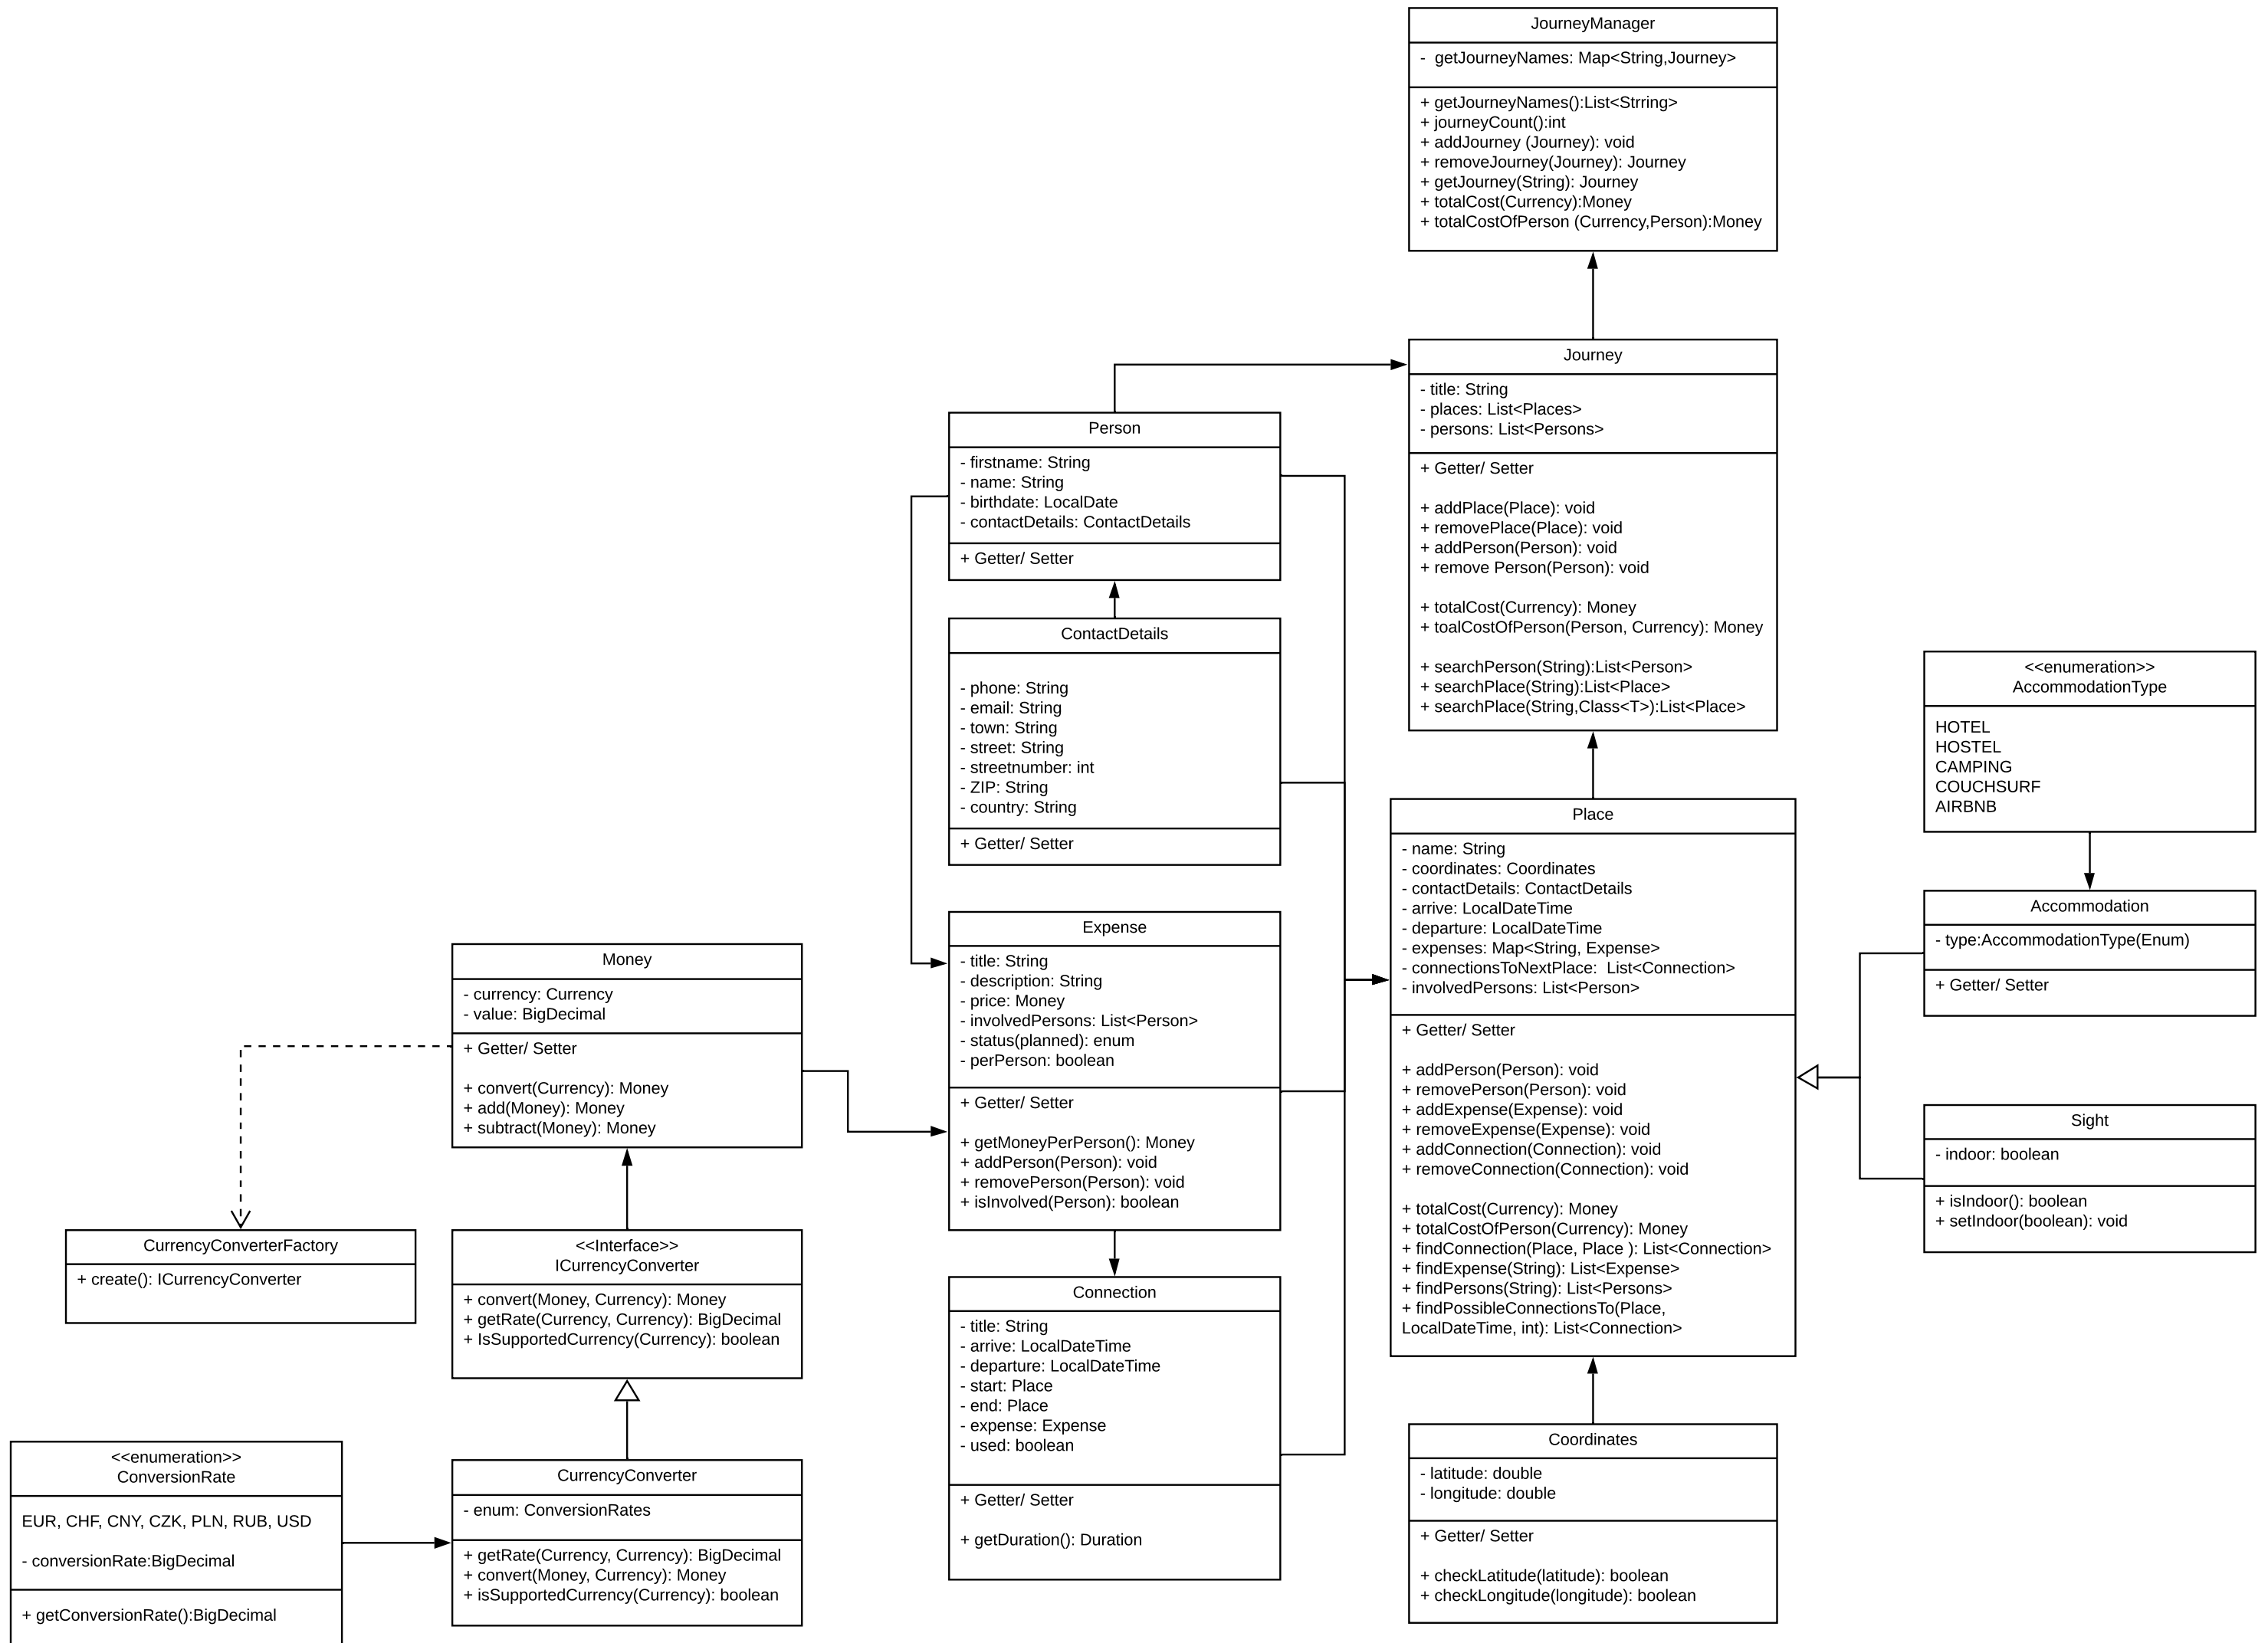 JourneyManager
-  getJourneyNames: Map<String,Journey>
+ getJourneyNames():List<Strring>
+ journeyCount():int
+ addJourney (Journey): void
+ removeJourney(Journey): Journey
+ getJourney(String): Journey
+ totalCost(Currency):Money
+ totalCostOfPerson (Currency,Person):Money
Journey
- title: String
- places: List<Places>
- persons: List<Persons>
+ Getter/ Setter
+ addPlace(Place): void
+ removePlace(Place): void
+ addPerson(Person): void
+ remove Person(Person): void
+ totalCost(Currency): Money
+ toalCostOfPerson(Person, Currency): Money
+ searchPerson(String):List<Person>
+ searchPlace(String):List<Place>
+ searchPlace(String,Class<T>):List<Place>
Person
- firstname: String
- name: String
- birthdate: LocalDate
- contactDetails: ContactDetails
+ Getter/ Setter
ContactDetails
- phone: String
- email: String
- town: String
- street: String
- streetnumber: int
- ZIP: String
- country: String
+ Getter/ Setter
<<enumeration>>
AccommodationType
HOTEL
HOSTEL
CAMPING
COUCHSURF
AIRBNB
Place
- name: String
- coordinates: Coordinates
- contactDetails: ContactDetails
- arrive: LocalDateTime
- departure: LocalDateTime
- expenses: Map<String, Expense>
- connectionsToNextPlace:  List<Connection>
- involvedPersons: List<Person>
+ Getter/ Setter
+ addPerson(Person): void
+ removePerson(Person): void
+ addExpense(Expense): void
+ removeExpense(Expense): void
+ addConnection(Connection): void
+ removeConnection(Connection): void
+ totalCost(Currency): Money
+ totalCostOfPerson(Currency): Money
+ findConnection(Place, Place ): List<Connection>
+ findExpense(String): List<Expense>
+ findPersons(String): List<Persons>
+ findPossibleConnectionsTo(Place,
LocalDateTime, int): List<Connection>
Accommodation
- type:AccommodationType(Enum)
+ Getter/ Setter
Sight
- indoor: boolean
+ isIndoor(): boolean
+ setIndoor(boolean): void
Expense
- title: String
- description: String
- price: Money
- involvedPersons: List<Person>
- status(planned): enum
- perPerson: boolean
+ Getter/ Setter
+ getMoneyPerPerson(): Money
+ addPerson(Person): void
+ removePerson(Person): void
+ isInvolved(Person): boolean
Money
- currency: Currency
- value: BigDecimal
+ Getter/ Setter
+ convert(Currency): Money
+ add(Money): Money
+ subtract(Money): Money
CurrencyConverterFactory
+ create(): ICurrencyConverter
<<Interface>>
ICurrencyConverter
+ convert(Money, Currency): Money
+ getRate(Currency, Currency): BigDecimal
+ IsSupportedCurrency(Currency): boolean
Connection
- title: String
- arrive: LocalDateTime
- departure: LocalDateTime
- start: Place
- end: Place
- expense: Expense
- used: boolean
+ Getter/ Setter
+ getDuration(): Duration
Coordinates
- latitude: double
- longitude: double
+ Getter/ Setter
+ checkLatitude(latitude): boolean
+ checkLongitude(longitude): boolean
<<enumeration>>
ConversionRate
EUR, CHF, CNY, CZK, PLN, RUB, USD
- conversionRate:BigDecimal
+ getConversionRate():BigDecimal
CurrencyConverter
- enum: ConversionRates
+ getRate(Currency, Currency): BigDecimal
+ convert(Money, Currency): Money
+ isSupportedCurrency(Currency): boolean